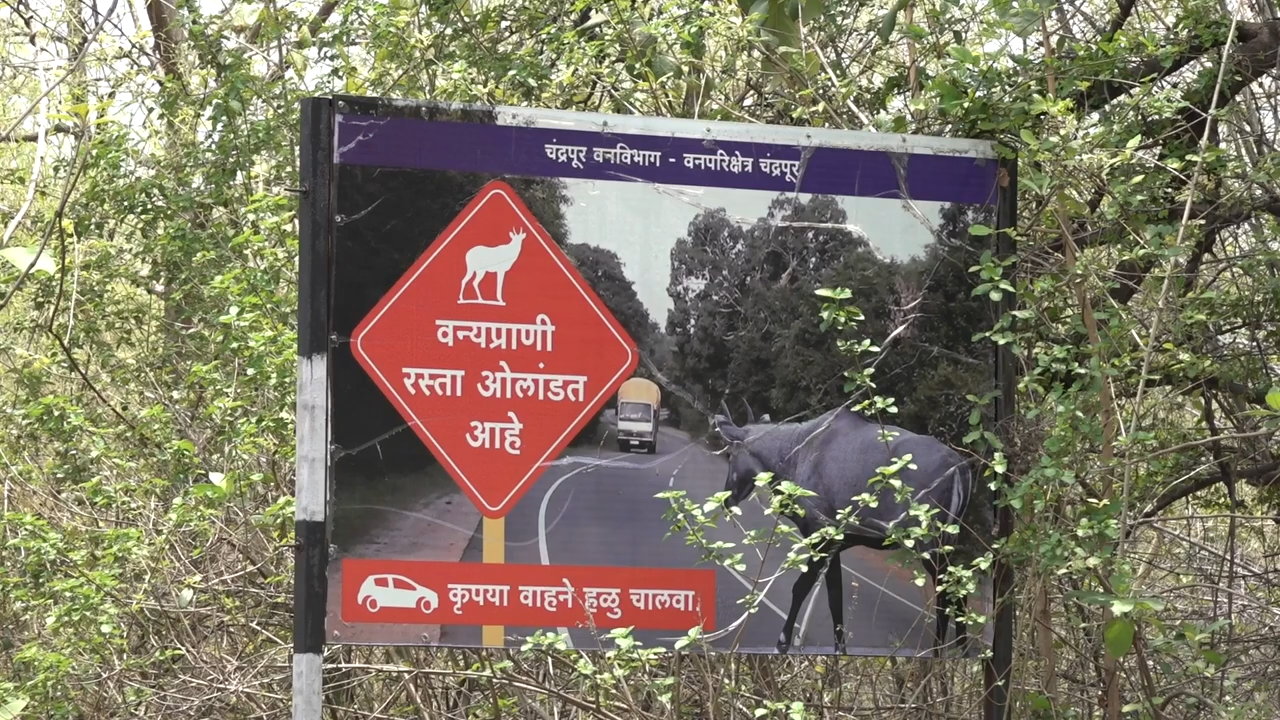 चंद्रपूर वनविभाग - वनपरिक्षेत्र चंद्रपूर
वन्यप्राणी
रस्ता ओलांडत
आहे
कृपया वाहने हळु चालवा.